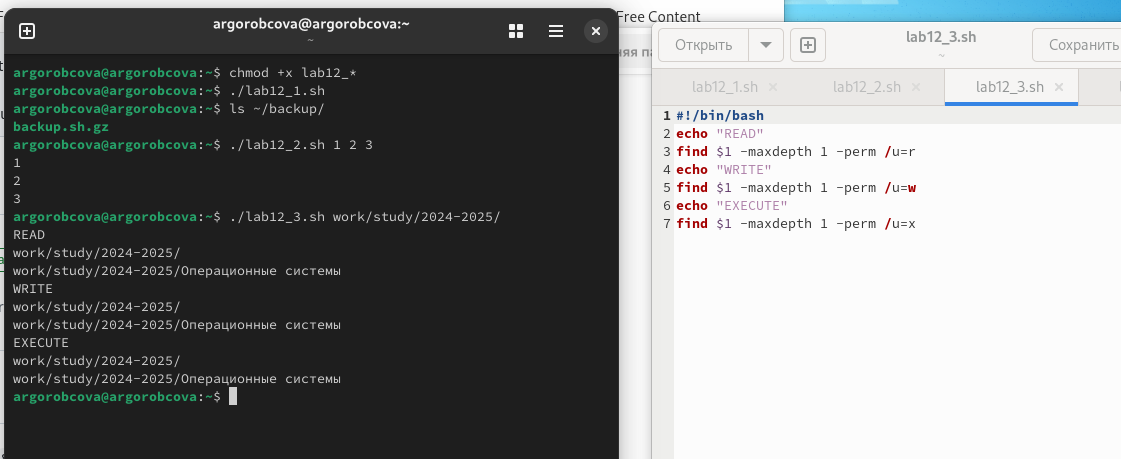 Free Content
argorobcova@argorobcova:~
~
argorobcova@argorobcova:~$ chmod +x lab12_*
argorobcova@argorobcova:~$ ./lab12_1.sh
argorobcova@argorobcova:~$ ls ~/backup/
backup.sh.gz
argorobcova@argorobcova:~$ ./lab12_2.sh 1 2 3
1
2
3
argorobcova@argorobcova:~$ ./lab12_3.sh work/study/2024-2025/
READ
work/study/2024-2025/
work/study/2024-2025/Операционные системы
WRITE
work/study/2024-2025/
work/study/2024-2025/Операционные системы
EXECUTE
work/study/2024-2025/
work/study/2024-2025/Операционные системы
argorobcova@argorobcova:~$
Открыть
lab12_3.sh
~
Сохранить
lab12_1.sh
lab12_2.sh
lab12_3.sh
1 #!/bin/bash
2 echo "READ"
3 find $1 -maxdepth 1 -perm /u=r
4 echo "WRITE"
5 find $1 -maxdepth 1 -perm /u=w
6 echo "EXECUTE"
7 find $1 -maxdepth 1 -perm /u=x